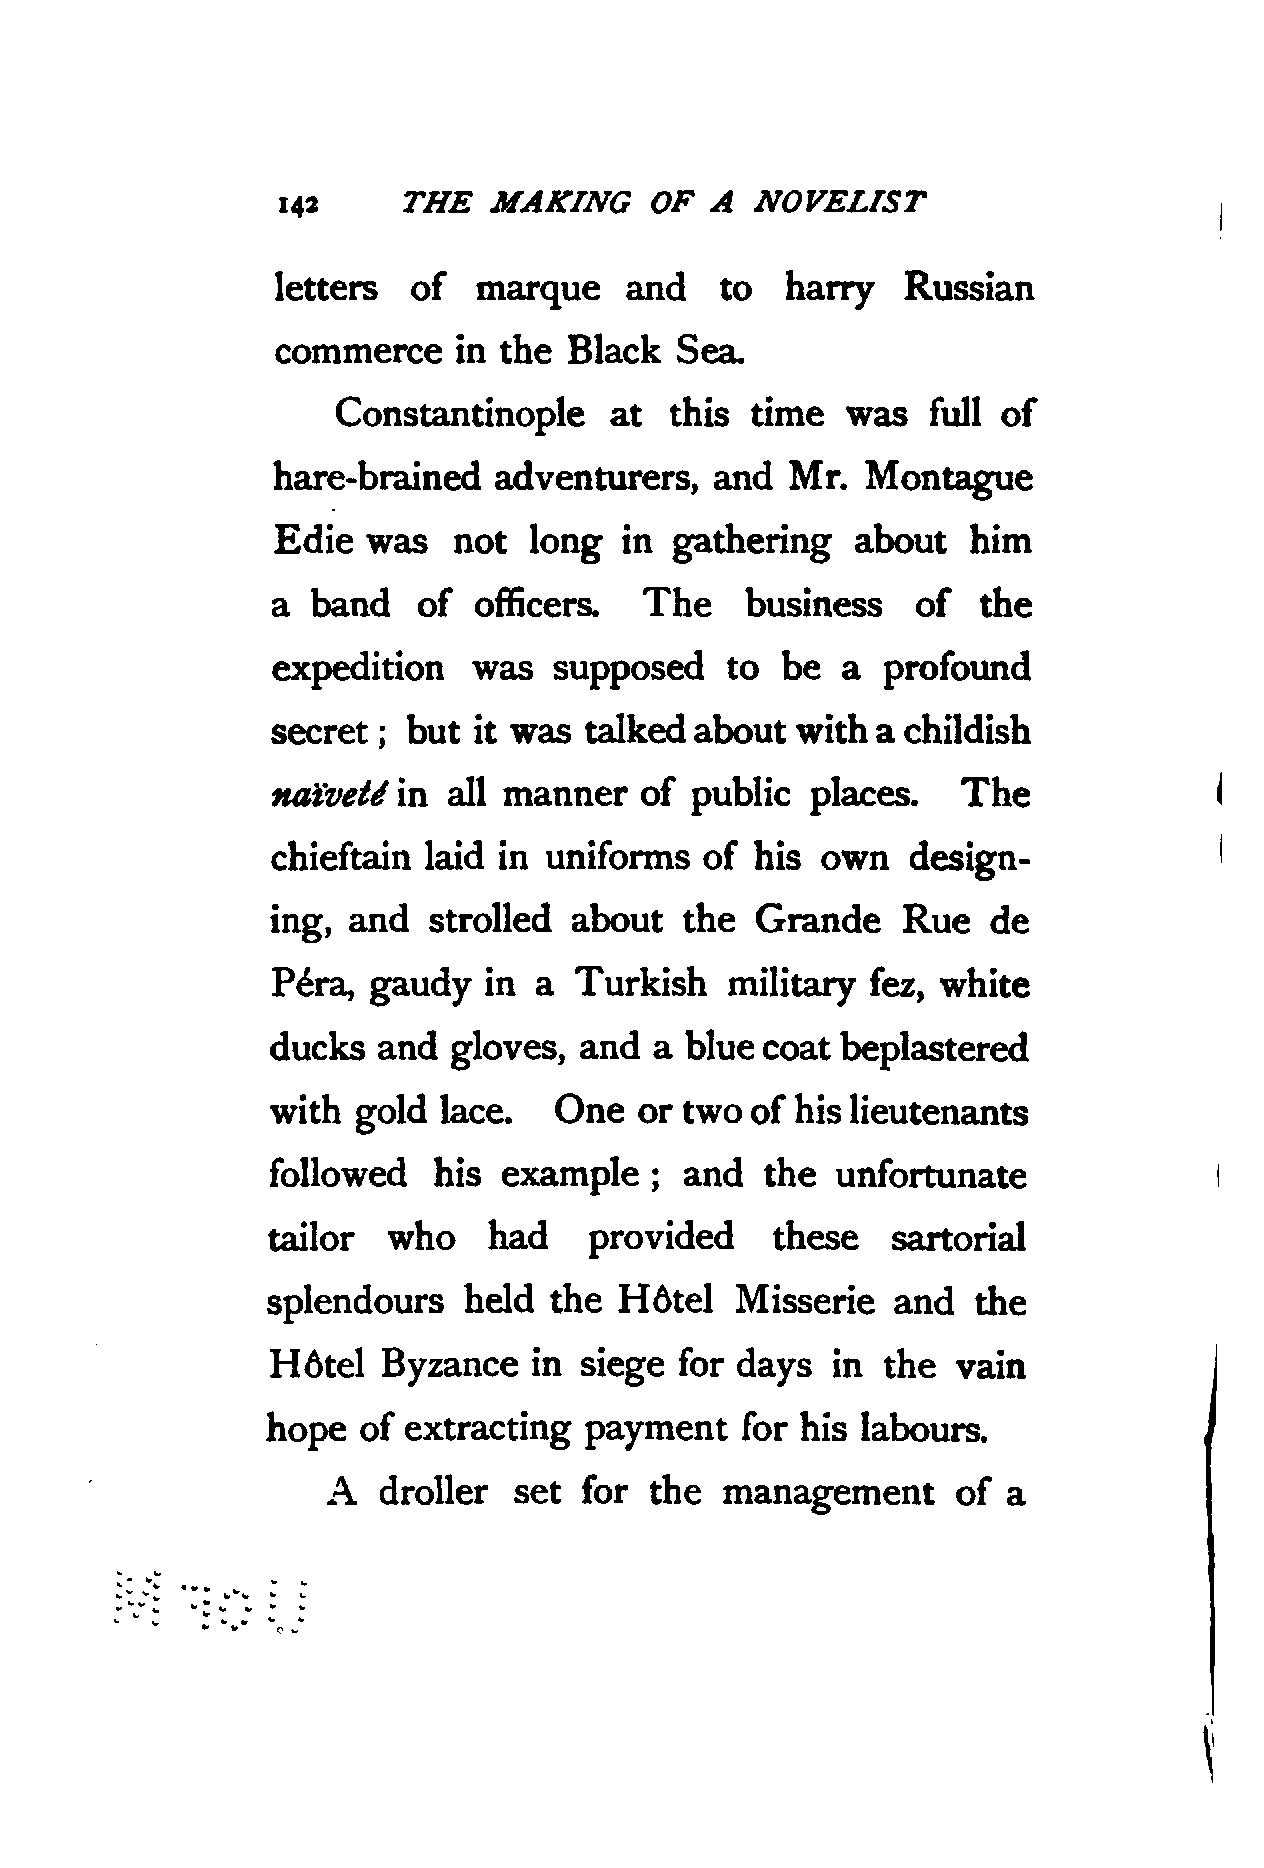 142 THE MAKING OF A NOVELIST
letters of marque and to harry Russian
commerce in the Black Sea.
Constantinople at this time was full of
hare-brained adventurers, and Mr. Montague
Edie was not long in gathering about him
a band of officers. The business of the
expedition was supposed to be a profound
secret ; but it was talked about with a childish
naïveté in all manner of public places. The
chieftain laid in uniforms of his own design-
ing, and strolled about the Grande Rue de
Péra, gaudy in a Turkish military fez, white
ducks and gloves, and a blue coat beplastered
with gold lace. One or two of his lieutenants
followed his example ; and the unfortunate
tailor who had provided these sartorial
splendours held the Hôtel Misserie and the
Hôtel Byzance in siege for days in the vain
hope of extracting payment for his labours.
A droller set for the management of a